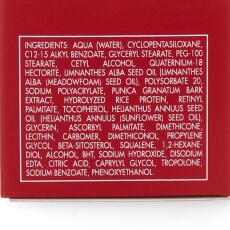 INGREDIENTS: AQUA (WATER), CYCLOPENTASILOXANE,
C12-15 ALKYL BENZOATE, GLYCERYL STEARATE, PEG-100
STEARATE, CETYL ALCOHOL, QUATERNIUM-18
HECTORITE, LIMNANTHES ALBA SEED OIL (LIMNANTHES
ALBA (MEADOWFOAM) SEED OIL), POLYSORBATE 20,
SODIUM POLYACRYLATE, PUNICA GRANATUM BARK
EXTRACT, HYDROLYZED RICE PROTEIN, RETINYL
PALMITATE, TOCOPHEROL, HELIANTHUS ANNUUS SEED
OIL (HELIANTHUS ANNUUS (SUNFLOWER) SEED OIL),
GLYCERIN, ASCORBYL PALMITATE, DIMETHICONE,
LECITHIN, CARBOMER, DIMETHICONOL, PROPYLENE
GLYCOL, BETA-SITOSTEROL, SQUALENE, 1,2-HEXANE-
DIOL, ALCOHOL, BHT, SODIUM HYDROXIDE, DISODIUM
EDTA, CITRIC ACID, CAPRYLYL GLYCOL, TROPOLONE,
SODIUM BENZOATE, PHENOXYETHANOL.